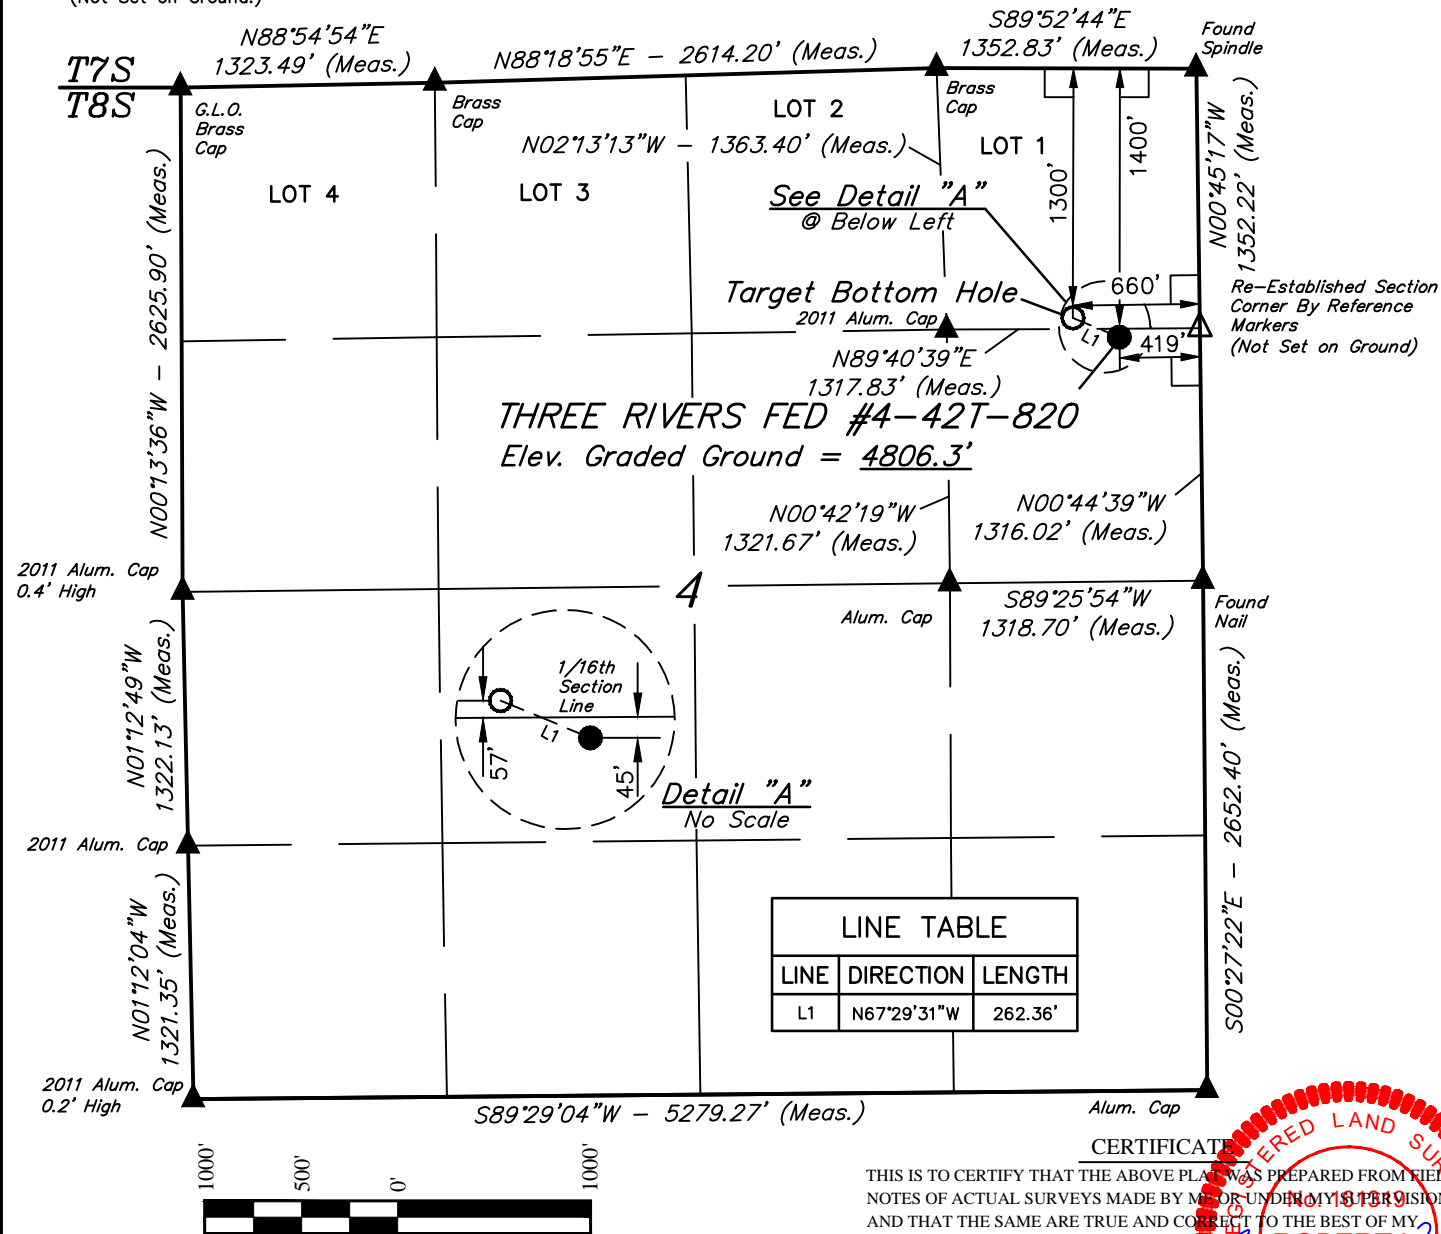 (Not Set on Ground.)
N88°54'54"E
1323.49' (Meas.)
N88°18'55"E - 2614.20' (Meas.)
S89°52'44"E
1352.83' (Meas.)
Found
Spindle
T7S
T8S
G.L.O.
Brass
Cap
Brass
Cap
Brass
Cap
LOT 2
N02°13'13"W - 1363.40' (Meas.)
LOT 1
LOT 4
LOT 3
1300'
1400'
N00°45'17"W
1352.22' (Meas.)
See Detail "A"
@ Below Left
N00°13'36"W - 2625.90' (Meas.)
Target Bottom Hole
2011 Alum. Cap
660'
L1
419'
Re-Established Section
Corner By Reference
Markers
(Not Set on Ground)
N89°40'39"E
1317.83' (Meas.)
THREE RIVERS FED #4-42T-820
Elev. Graded Ground = 4806.3'
N00°42'19"W
1321.67' (Meas.)
N00°44'39"W
1316.02' (Meas.)
2011 Alum. Cap
0.4' High
4
Alum. Cap
S89°25'54"W
1318.70' (Meas.)
Found
Nail
N01°12'49"W
1322.13' (Meas.)
1/16th
Section
Line
L1
57'
45'
Detail "A"
No Scale
S00°27'22"E - 2652.40' (Meas.)
2011 Alum. Cap
N01°12'04"W
1321.35' (Meas.)
LINE TABLE
LINE DIRECTION LENGTH
L1 N67°29'31"W 262.36'
2011 Alum. Cap
0.2' High
S89°29'04"W - 5279.27' (Meas.)
Alum. Cap
1000' 500' 0' 1000'
CERTIFICATE
THIS IS TO CERTIFY THAT THE ABOVE PLAT WAS PREPARED FROM FIEL
NOTES OF ACTUAL SURVEYS MADE BY ME OR UNDER MY SUPERVISION
AND THAT THE SAME ARE TRUE AND CORRECT TO THE BEST OF MY
EGISTERED LAND SUR
No. 161319